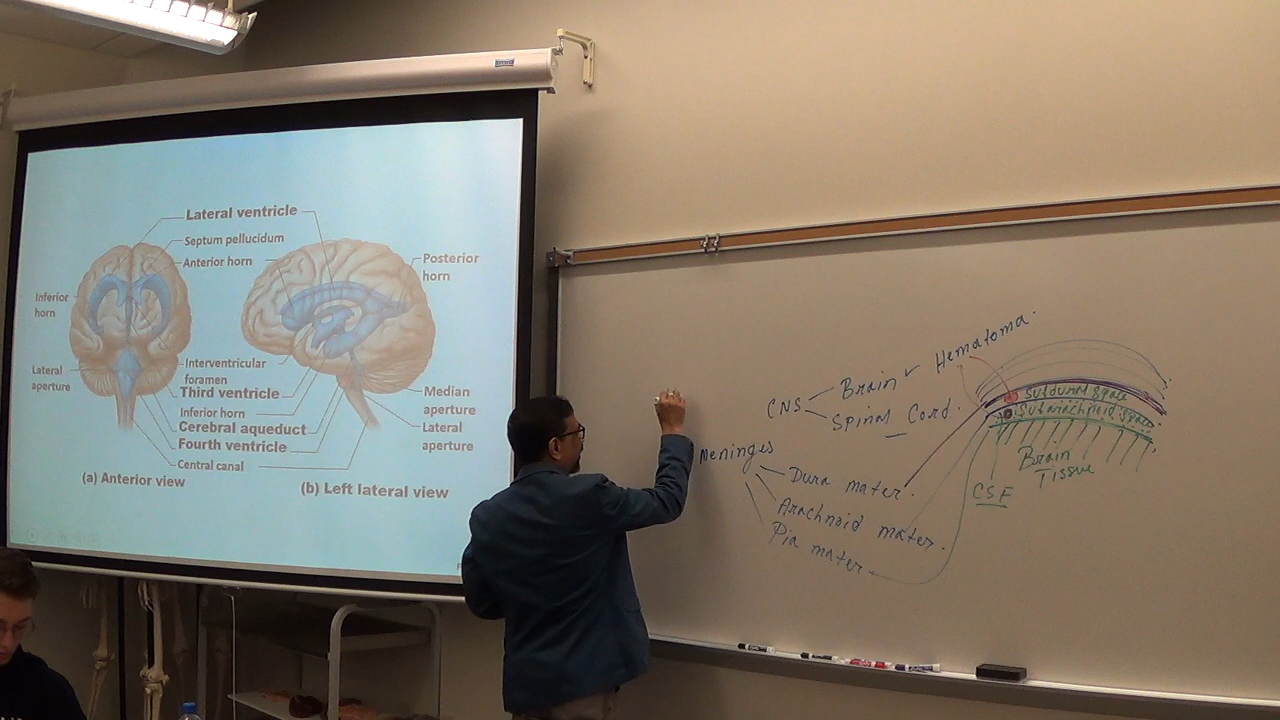 Lateral ventricle
Septum pellucidum
Anterior horn
Inferior
horn
Lateral
aperture
Interventricular
foramen
Third ventricle
Inferior horn
Cerebral aqueduct
Fourth ventricle
Central canal
Posterior
horn
Median
aperture
Lateral
aperture
(a) Anterior view
(b) Left lateral view
CNS
Brain
Spinal Cord.
Hematoma.
Meninges
Dura mater.
Arachnoid mater.
Pia mater
Subdural space
Subarachnoid space
Brain
Tissue
CSF